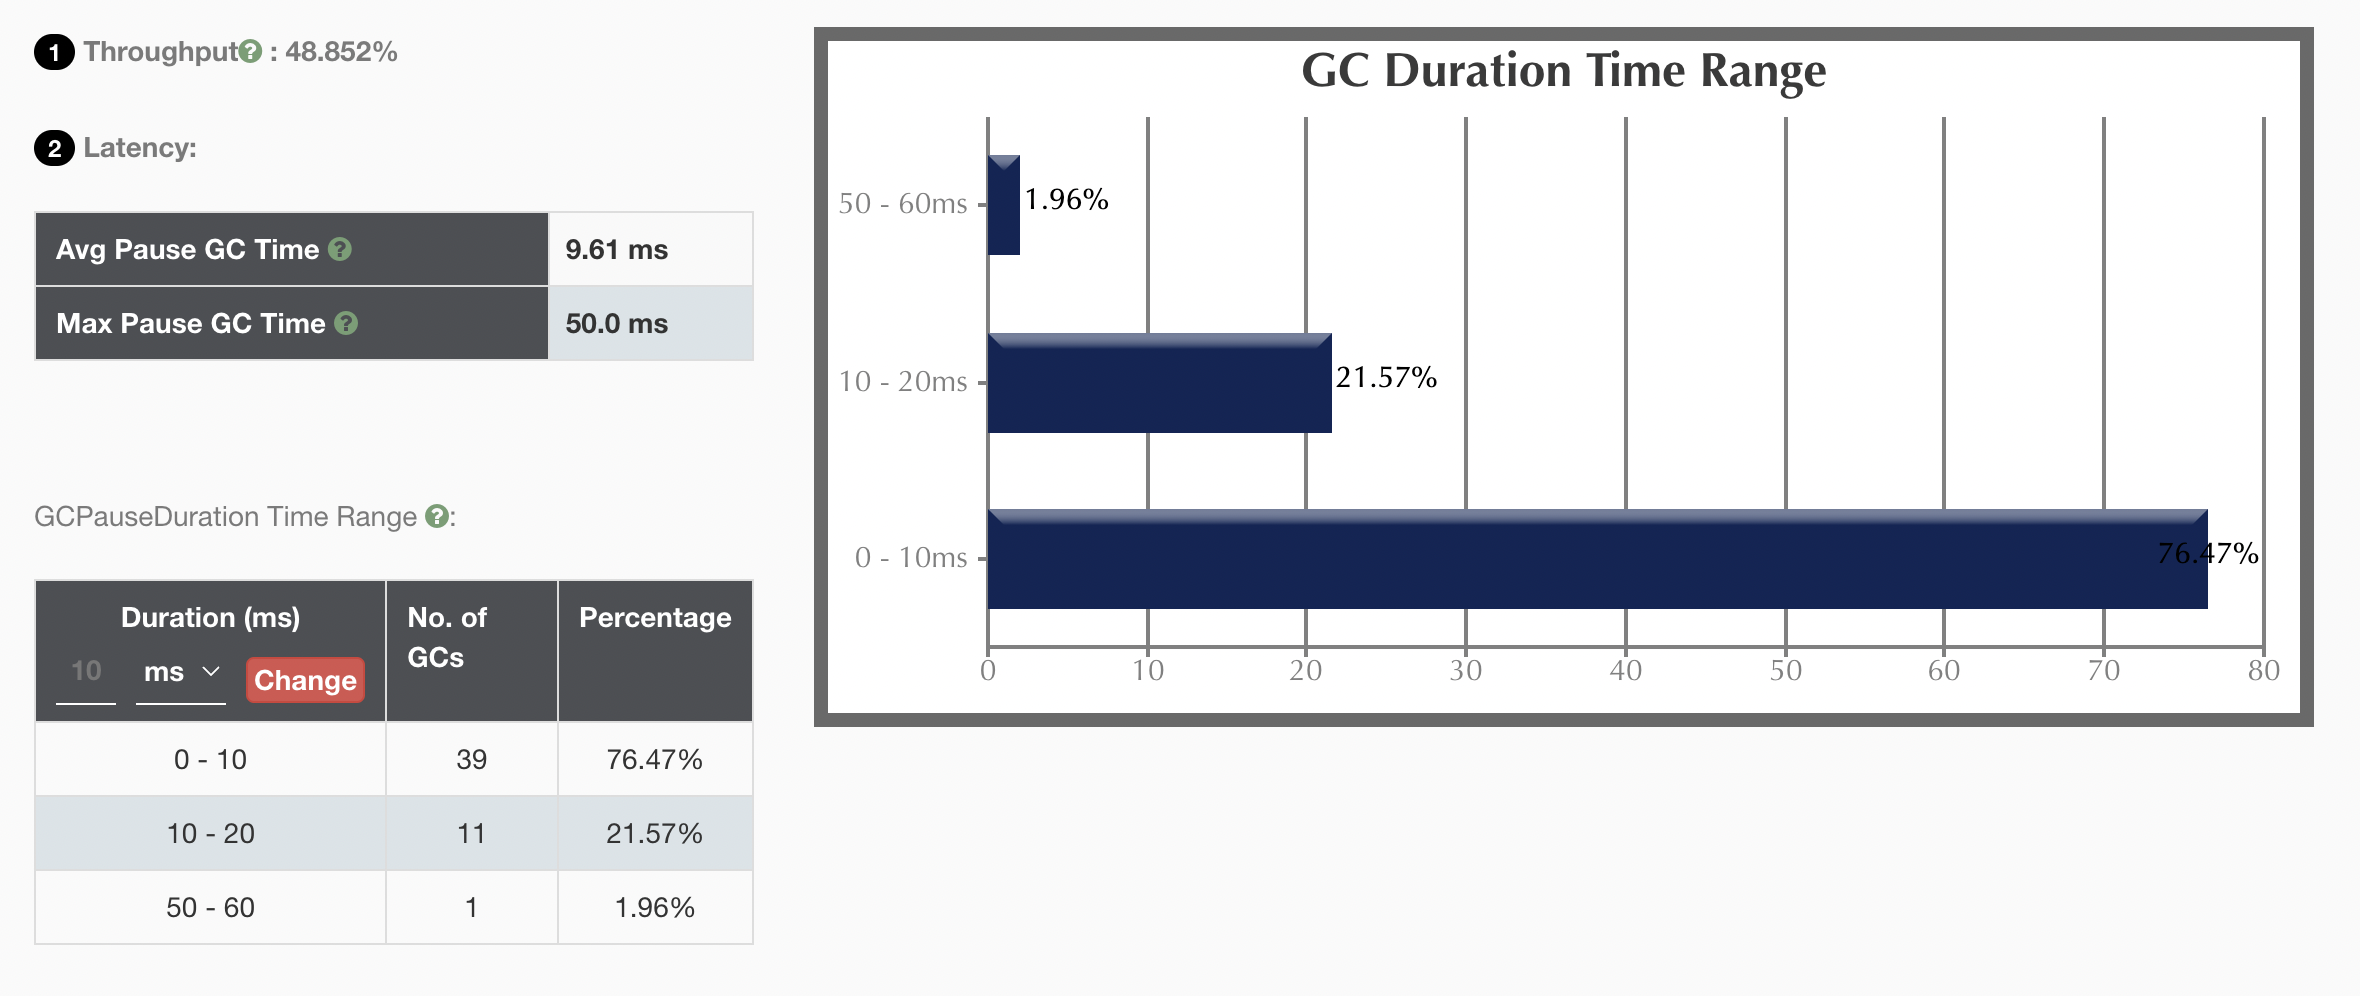 1 Throughput? : 48.852%
2 Latency:
Avg Pause GC Time ? 9.61 ms
Max Pause GC Time ? 50.0 ms
GCPauseDuration Time Range ?:
Duration (ms) No. of GCs Percentage
10 ms Change
0 - 10 39 76.47%
10 - 20 11 21.57%
50 - 60 1 1.96%
GC Duration Time Range
50 - 60ms 1.96%
10 - 20ms 21.57%
0 - 10ms 76.47%
0 10 20 30 40 50 60 70 80